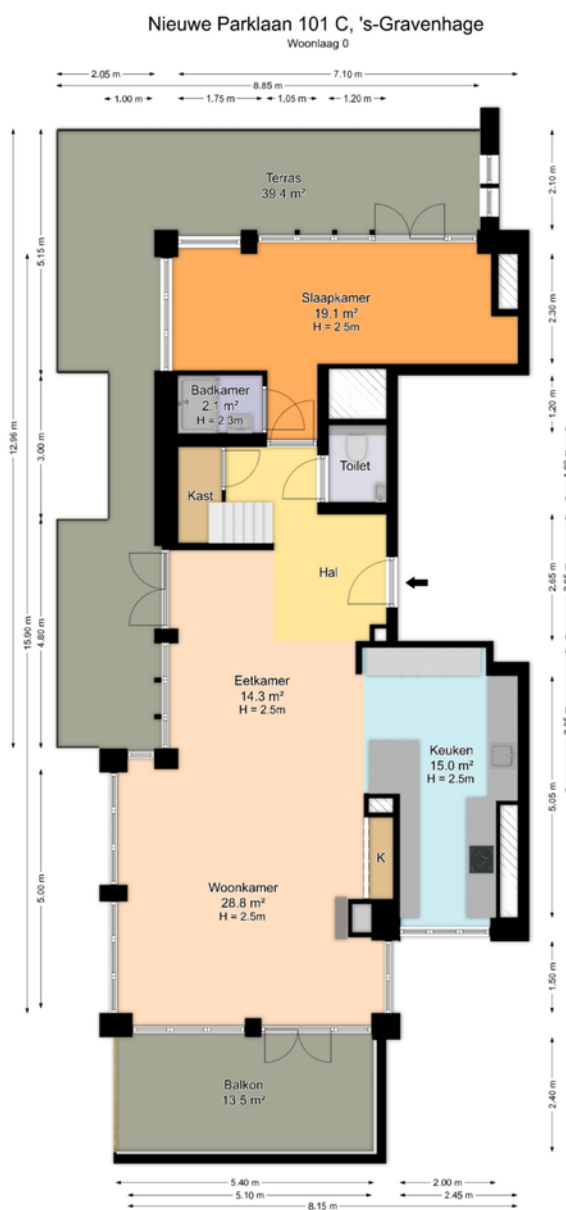 Nieuwe Parklaan 101 C, 's-Gravenhage
Woonlaag 0
2.05 m
7.10 m
8.85 m
1.00 m
1.75 m
1.05 m
1.20 m
Terras
39.4 m²
2.10 m
5.15 m
Slaapkamer
19.1 m²
H = 2.5m
2.30 m
Badkamer
2.1 m²
H = 2.3m
1.20 m
12.96 m
3.00 m
Toilet
Kast
Hal
2.65 m
15.90 m
4.80 m
Eetkamer
14.3 m²
H = 2.5m
Keuken
15.0 m²
H = 2.5m
5.05 m
K
5.00 m
Woonkamer
28.8 m²
H = 2.5m
1.50 m
Balkon
13.5 m²
2.40 m
5.40 m
2.00 m
5.10 m
2.45 m
8.15 m